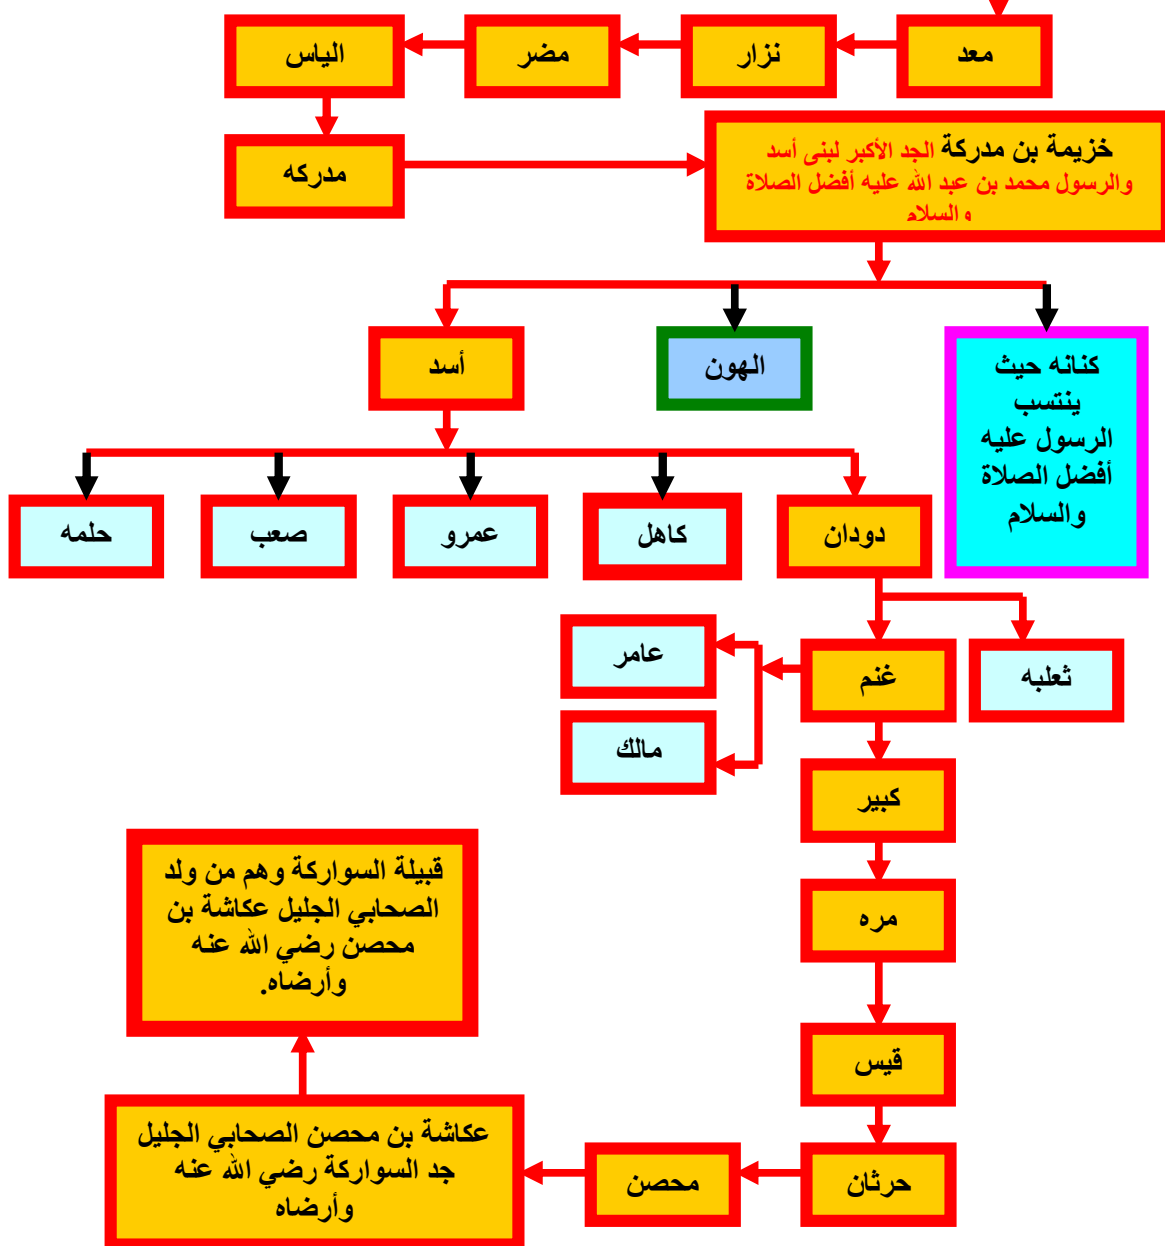 معد
نزار
مضر
الياس
مدركه
خزيمة بن مدركة الجد الأكبر لبنى أسد
والرسول محمد بن عبد الله عليه أفضل الصلاة
والسلام
كنانه حيث
ينتسب
الرسول عليه
أفضل الصلاة
والسلام
الهون
أسد
دودان
كاهل
عمرو
صعب
حلمه
ثعلبه
غنم
عامر
مالك
كبير
مره
قيس
حرثان
محصن
عكاشة بن محصن الصحابي الجليل
جد السواركة رضي الله عنه
وأرضاه
قبيلة السواركة وهم من ولد
الصحابي الجليل عكاشة بن
محصن رضي الله عنه
وأرضاه.